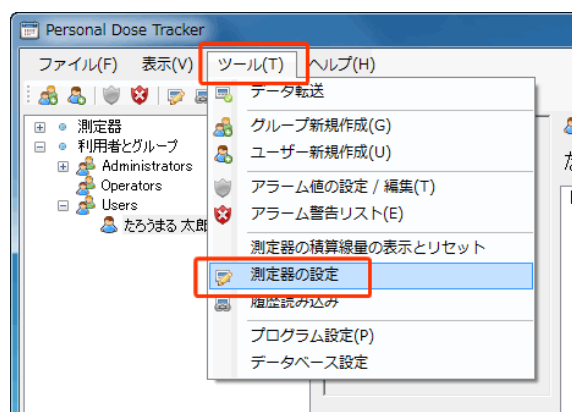 Personal Dose Tracker
ファイル(F) 表示(V) ツール(T) ヘルプ(H)
測定器
利用者とグループ
Administrators
Operators
Users
たろうまる 太郎
データ転送
グループ新規作成(G)
ユーザー新規作成(U)
アラーム値の設定 / 編集(T)
アラーム警告リスト(E)
測定器の積算線量の表示とリセット
測定器の設定
履歴読み込み
プログラム設定(P)
データベース設定
た